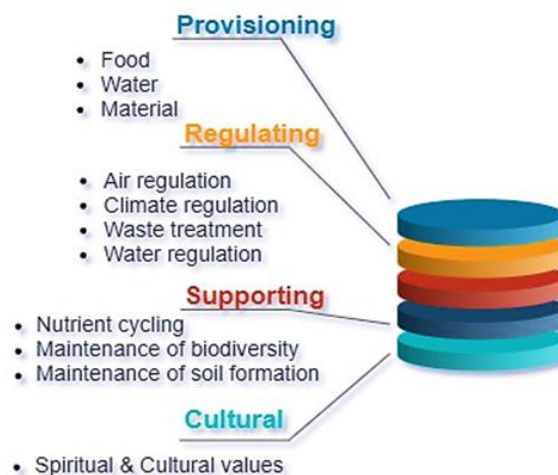 Provisioning
• Food
• Water
• Material
Regulating
• Air regulation
• Climate regulation
• Waste treatment
• Water regulation
Supporting
• Nutrient cycling
• Maintenance of biodiversity
• Maintenance of soil formation
Cultural
• Spiritual & Cultural values